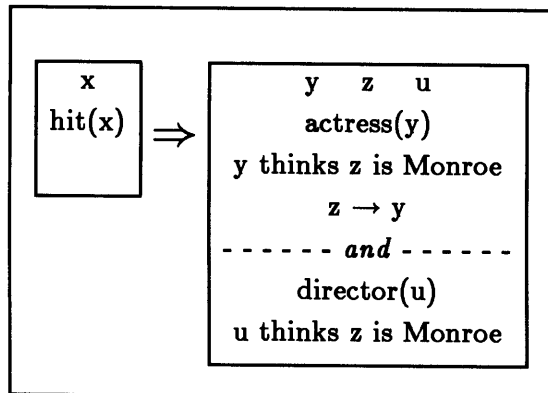 x
hit(x)
⇒
y z u
actress(y)
y thinks z is Monroe
z → y
- - - - - - and - - - - - -
director(u)
u thinks z is Monroe